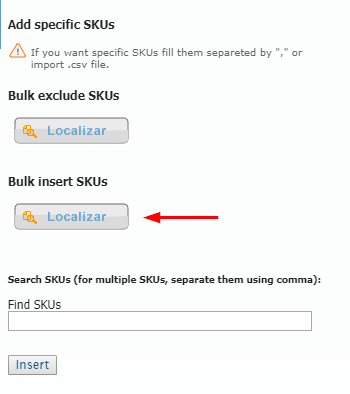 Add specific SKUs
If you want specific SKUs fill them separeted by "," or
import .csv file.
Bulk exclude SKUs
Localizar
Bulk insert SKUs
Localizar
Search SKUs (for multiple SKUs, separate them using comma):
Find SKUs
Insert